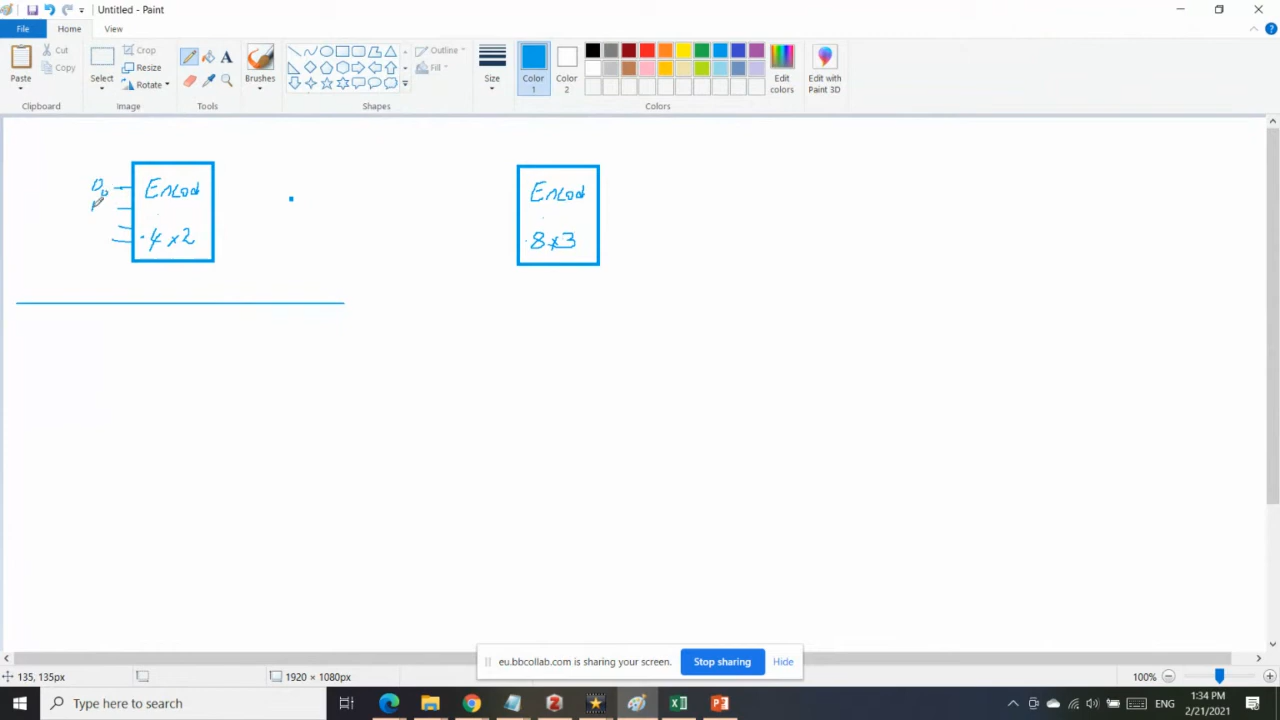 Untitled - Paint
File
Home
View
Paste
Cut
Copy
Clipboard
Select
Crop
Resize
Rotate
Image
Tools
Brushes
Shapes
Outline
Fill
Size
Color
1
Color
2
Colors
Edit
colors
Edit with
Paint 3D
D0
Encod
4x2
Encod
8x3
eu.bbcollab.com is sharing your screen.
Stop sharing
Hide
135, 135px
1920 × 1080px
100%
Type here to search
ENG
1:34 PM
2/21/2021